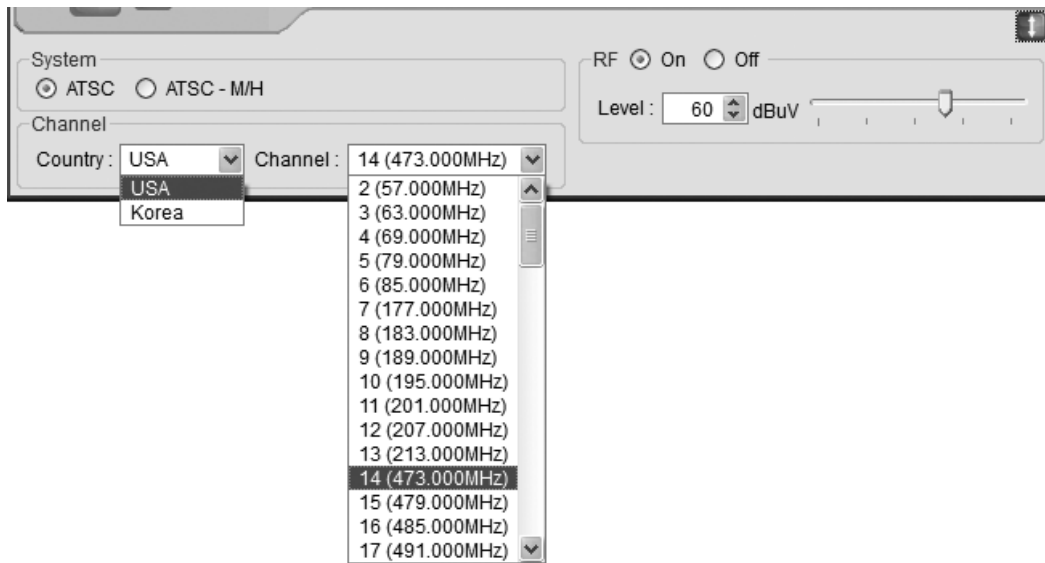 System
ATSC ATSC - M/H
RF On Off
Level : 60 dBuV
Channel
Country : USA Channel : 14 (473.000MHz)
USA
Korea
2 (57.000MHz)
3 (63.000MHz)
4 (69.000MHz)
5 (79.000MHz)
6 (85.000MHz)
7 (177.000MHz)
8 (183.000MHz)
9 (189.000MHz)
10 (195.000MHz)
11 (201.000MHz)
12 (207.000MHz)
13 (213.000MHz)
14 (473.000MHz)
15 (479.000MHz)
16 (485.000MHz)
17 (491.000MHz)